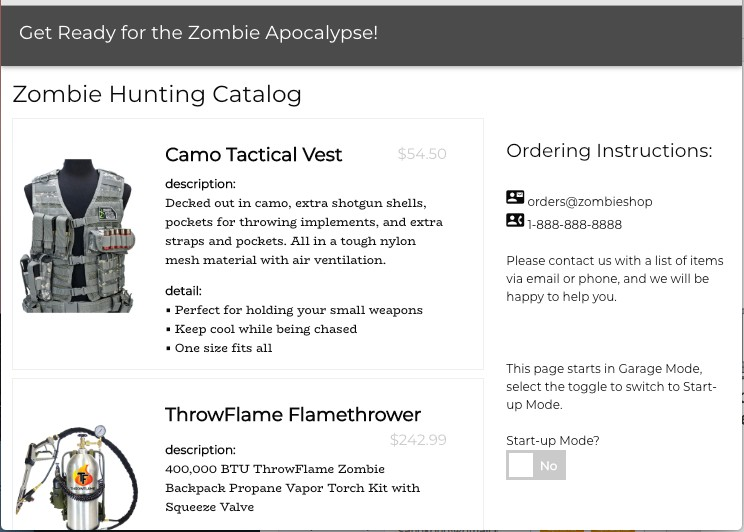 Get Ready for the Zombie Apocalypse!
Zombie Hunting Catalog
Camo Tactical Vest
$54.50
description:
Decked out in camo, extra shotgun shells,
pockets for throwing implements, and extra
straps and pockets. All in a tough nylon
mesh material with air ventilation.
detail:
▪ Perfect for holding your small weapons
▪ Keep cool while being chased
▪ One size fits all
ThrowFlame Flamethrower
$242.99
description:
400,000 BTU ThrowFlame Zombie
Backpack Propane Vapor Torch Kit with
Squeeze Valve
Ordering Instructions:
orders@zombieshop
1-888-888-8888
Please contact us with a list of items
via email or phone, and we will be
happy to help you.
This page starts in Garage Mode,
select the toggle to switch to Start-
up Mode.
Start-up Mode?
No